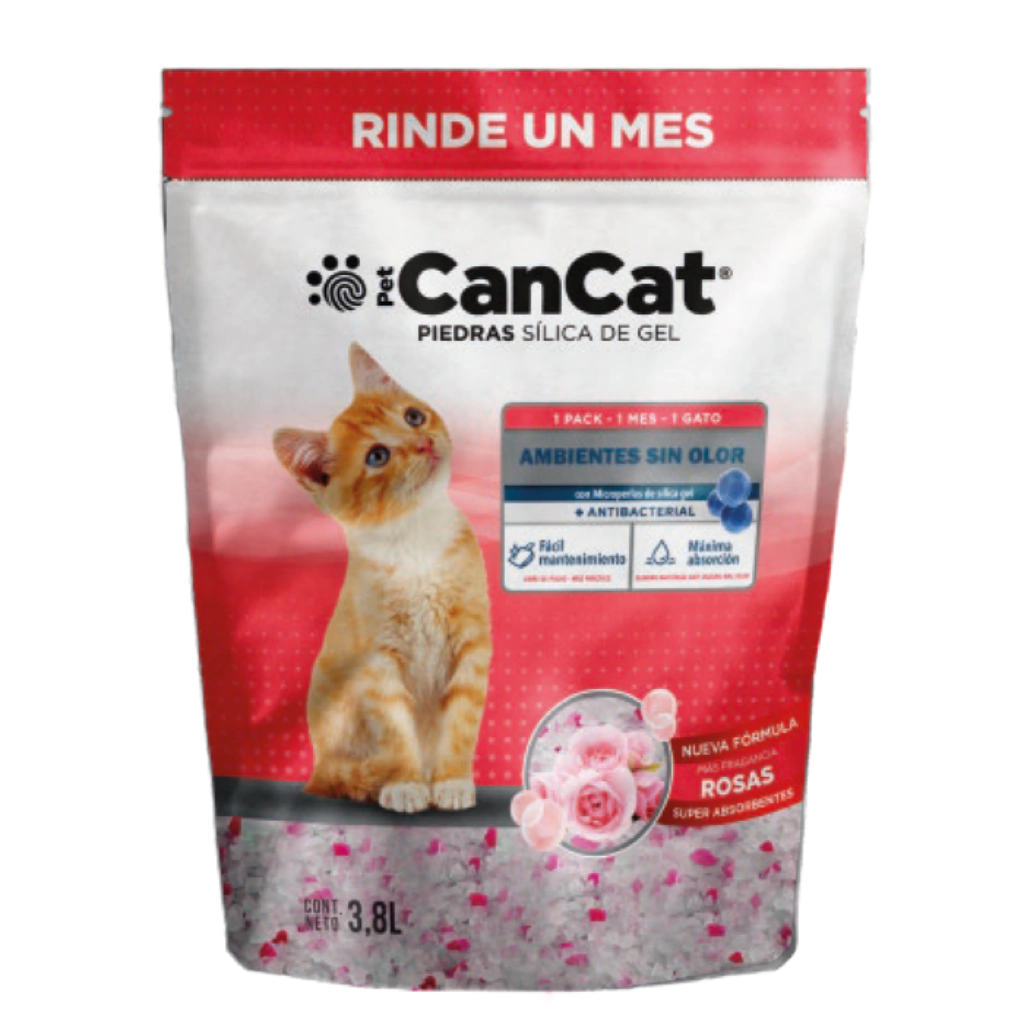 RINDE UN MES
Pet CanCat®
PIEDRAS SÍLICA DE GEL
1 PACK - 1 MES - 1 GATO
AMBIENTES SIN OLOR
con Microperlas de sílica gel
+ ANTIBACTERIAL
Fácil
mantenimiento
Máxima
absorción
NUEVA FÓRMULA
MÁS FRAGANCIA
ROSAS
SUPER ABSORBENTES
CONT.
NETO 3,8L